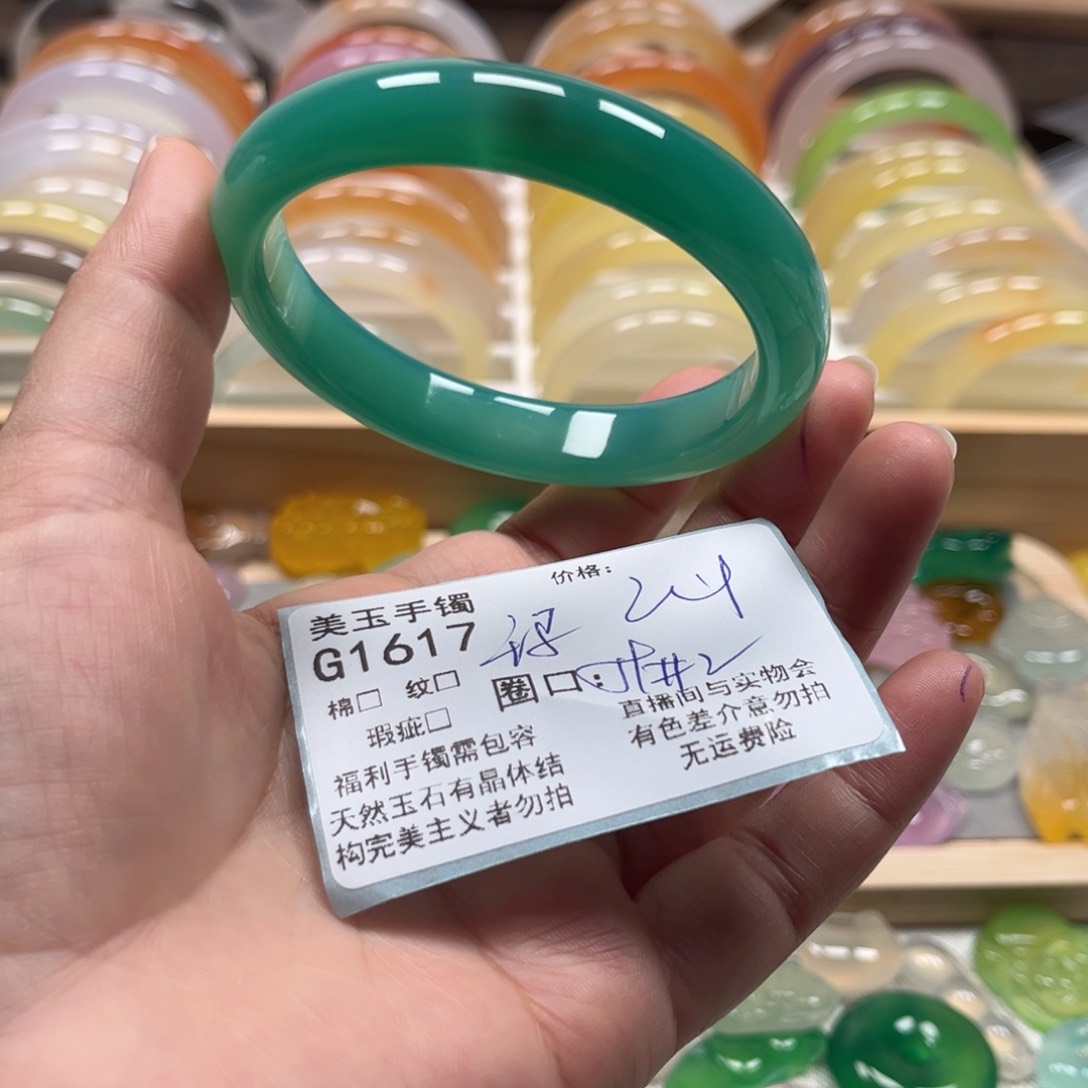 价格:
美玉手镯
G1617
棉□ 纹□
圈口:
瑕疵□
福利手镯需包容
天然玉石有晶体结
构完美主义者勿拍
直播间与实物会
有色差介意勿拍
无运费险